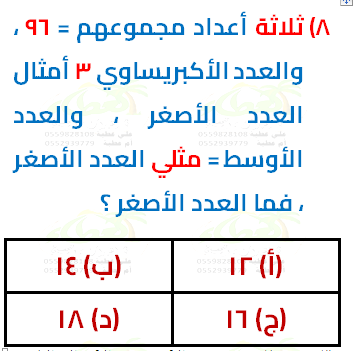 ٨) ثلاثة أعداد مجموعهم = ٩٦ ،
والعدد الأكبريساوي ٣ أمثال
العدد الأصغر ، والعدد
الأوسط = مثلي العدد الأصغر
، فما العدد الأصغر ؟
(أ) ١٢ (ب) ١٤
(ج) ١٦ (د) ١٨